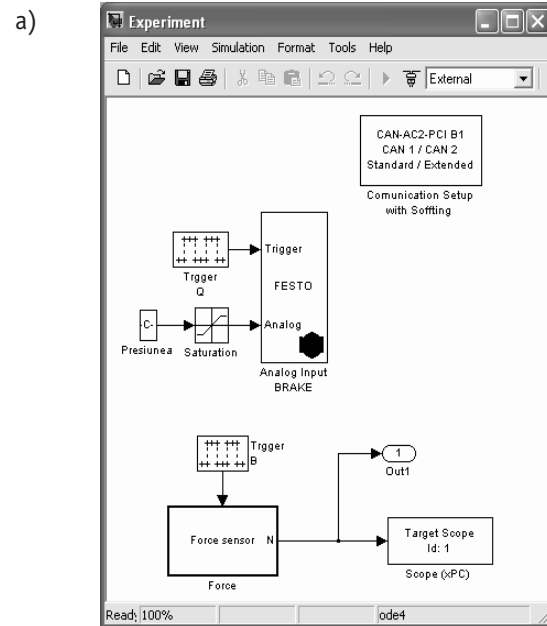 a)
Experiment
File Edit View Simulation Format Tools Help
External
CAN-AC2-PCI B1
CAN 1 / CAN 2
Standard / Extended
Comunication Setup
with Soffting
Trigger
FESTO
Analog
Analog Input
BRAKE
Trgger
Q
-C-
Presiunea
Saturation
Trgger
B
1
Out1
Force sensor N
Force
Target Scope
Id: 1
Scope (xPC)
Ready 100% ode4